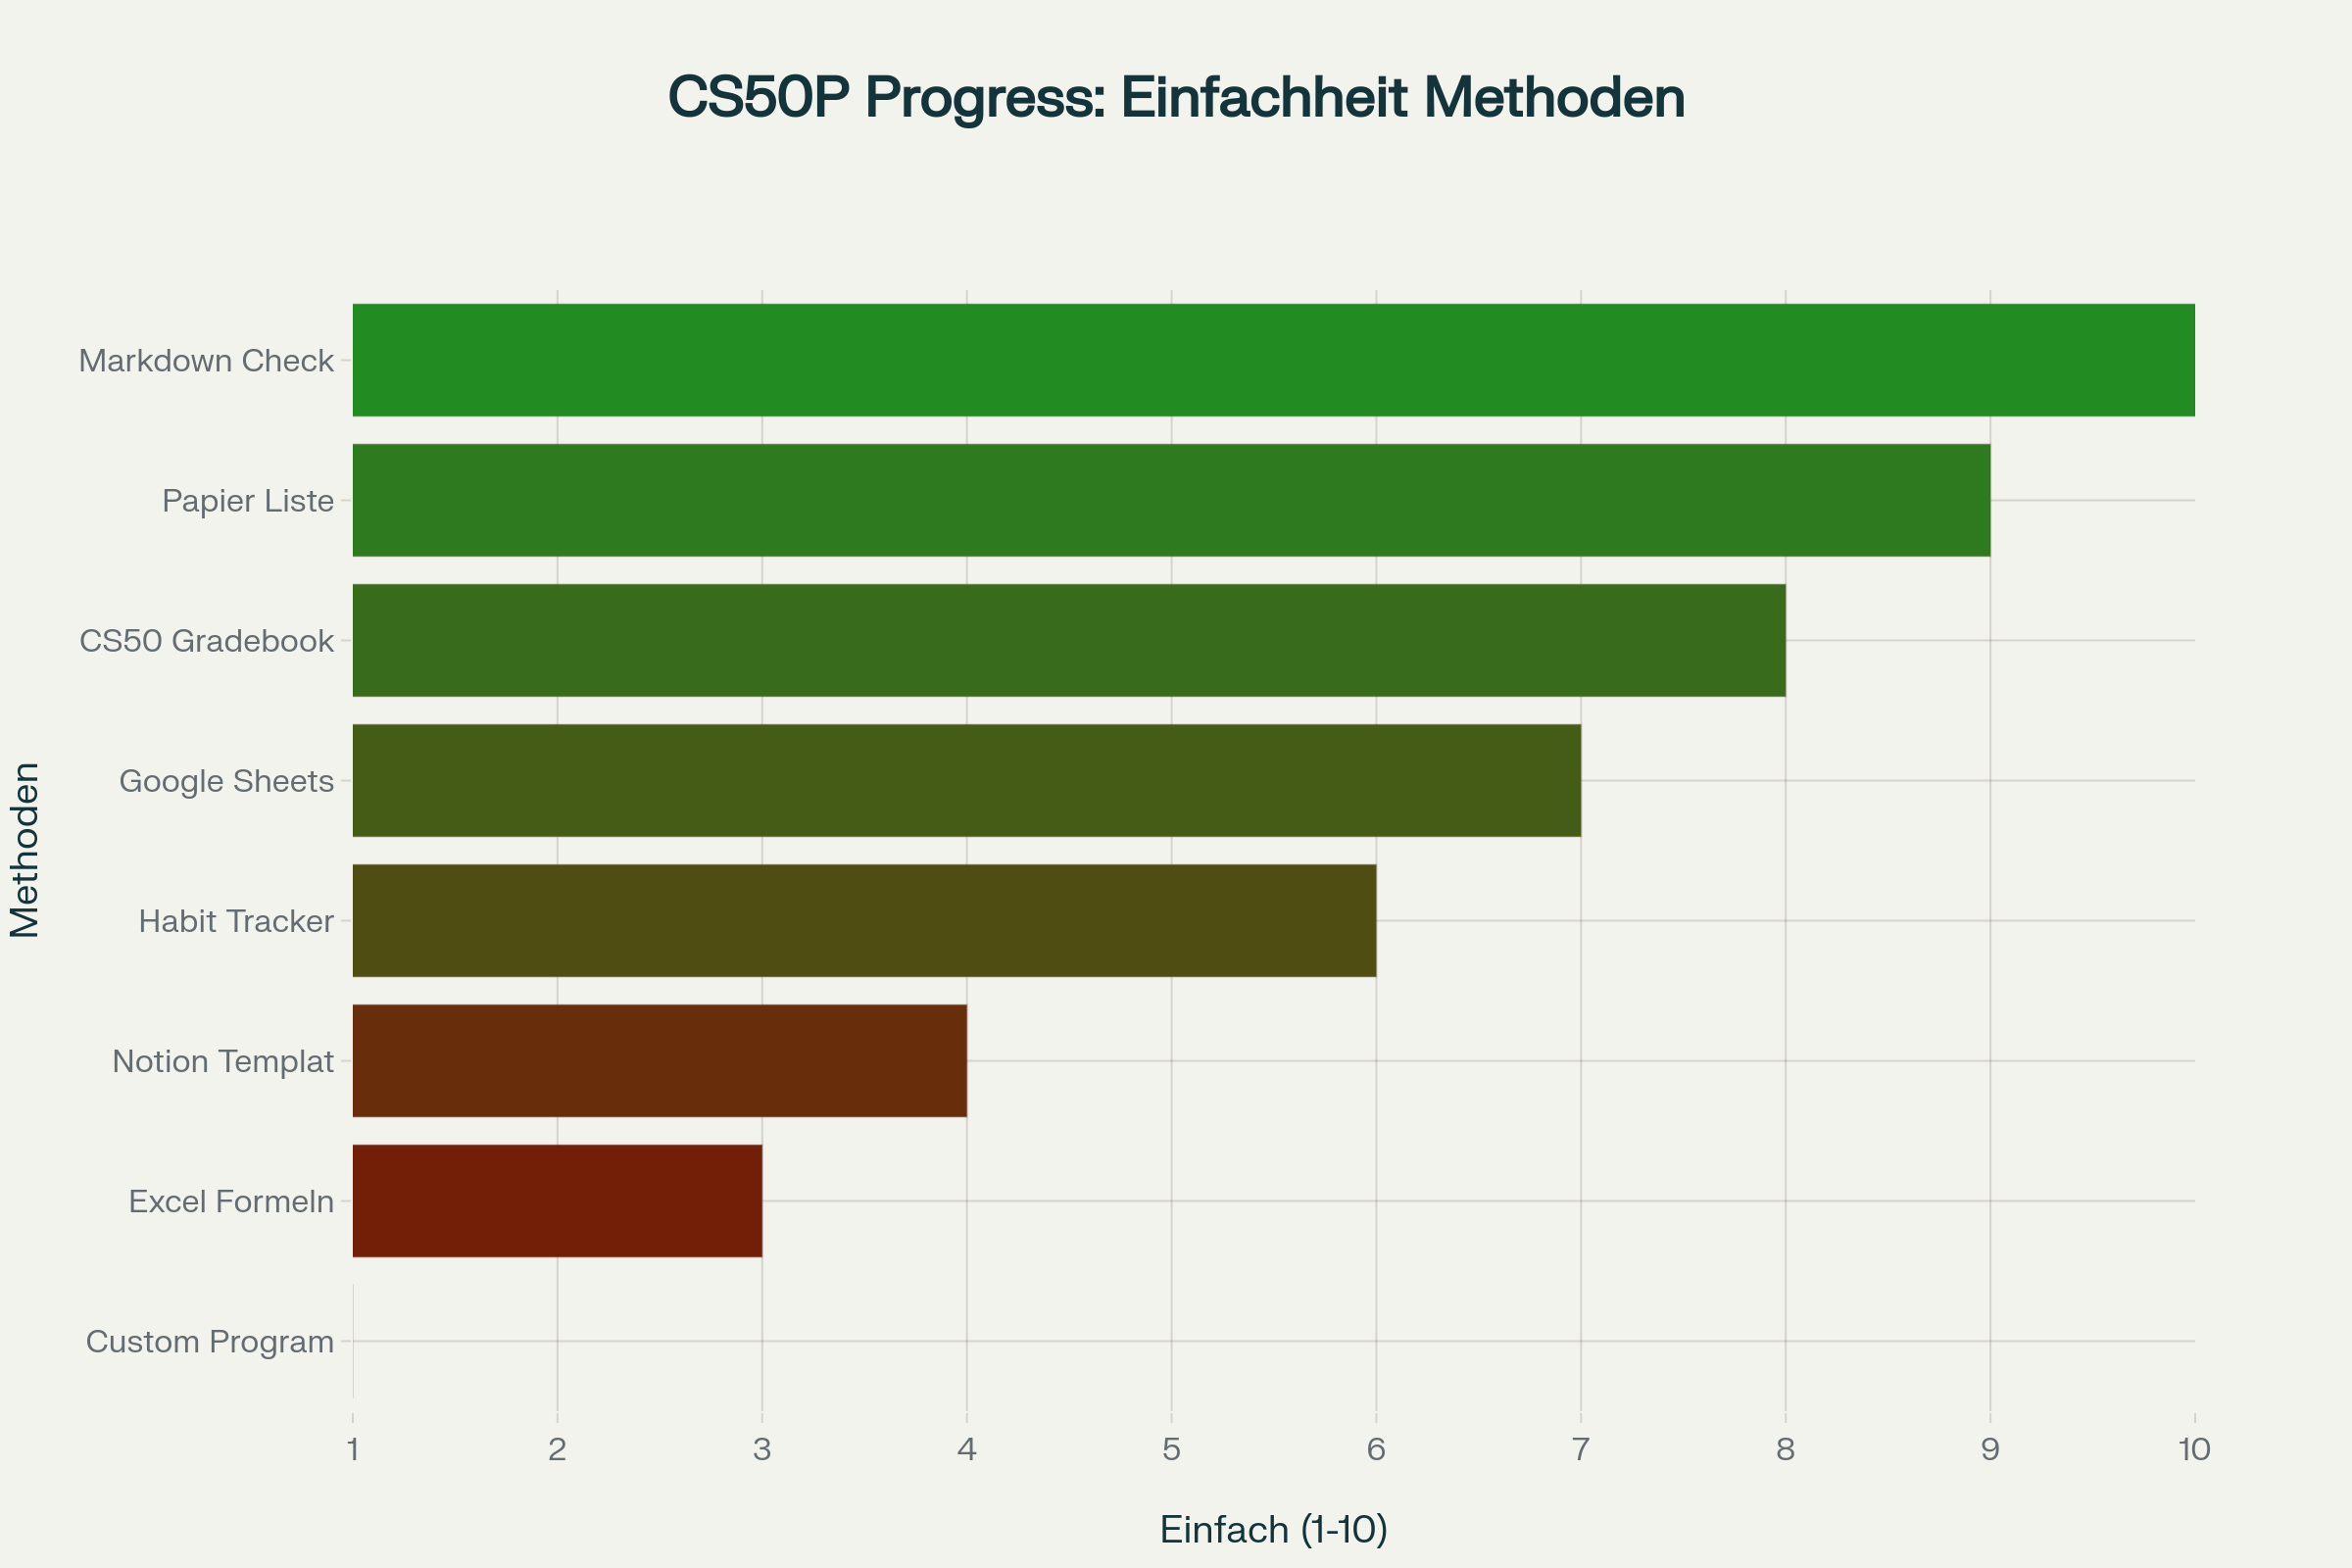 CS50P Progress: Einfachheit Methoden
Methoden
Markdown Check
Papier Liste
CS50 Gradebook
Google Sheets
Habit Tracker
Notion Templat
Excel Formeln
Custom Program
1 2 3 4 5 6 7 8 9 10
Einfach (1-10)